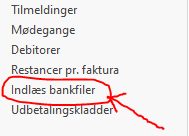 Tilmeldinger
Mødegange
Debitorer
Restancer pr. faktura
Indlæs bankfiler
Udbetalingskladder